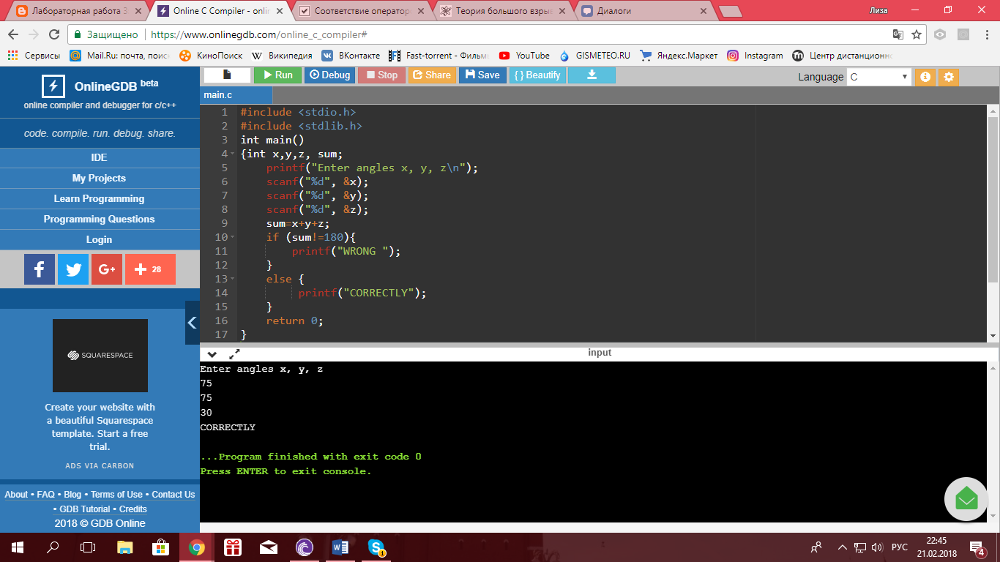 Лабораторная работа З
Online C Compiler - onlin
Соответствие оператор
Теория большого взрыв
Диалоги
Лиза
Защищено
https://www.onlinegdb.com/online_c_compiler#
Сервисы
Mail.Ru: почта, поиск
КиноПоиск
Википедия
ВКонтакте
Fast-torrent - Фильм
YouTube
GISMETEO.RU
Яндекс.Маркет
Instagram
Центр дистанционн
OnlineGDB beta
online compiler and debugger for c/c++
code. compile. run. debug. share.
IDE
My Projects
Learn Programming
Programming Questions
Login
28
SQUARESPACE
Create your website with
a beautiful Squarespace
template. Start a free
trial.
ADS VIA CARBON
About • FAQ • Blog • Terms of Use • Contact Us
• GDB Tutorial • Credits
2018 © GDB Online
Run
Debug
Stop
Share
Save
{ } Beautify
Language C
main.c
1 #include <stdio.h>
2 #include <stdlib.h>
3 int main()
4 {int x,y,z, sum;
5 printf("Enter angles x, y, z\n");
6 scanf("%d", &x);
7 scanf("%d", &y);
8 scanf("%d", &z);
9 sum=x+y+z;
10 if (sum!=180){
11 printf("WRONG ");
12 }
13 else {
14 printf("CORRECTLY");
15 }
16 return 0;
17 }
input
Enter angles x, y, z
75
75
30
CORRECTLY
...Program finished with exit code 0
Press ENTER to exit console.
РУС
22:45
21.02.2018
4
1